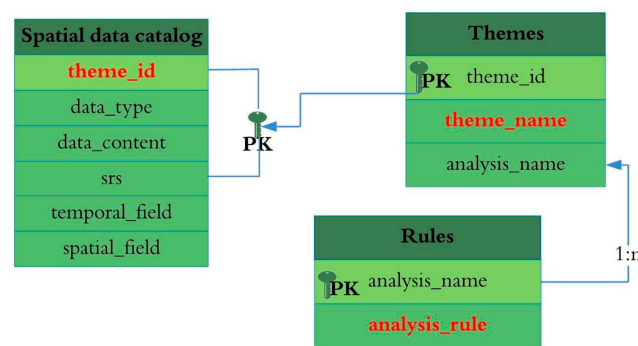 Spatial data catalog
theme_id
data_type
data_content
srs
temporal_field
spatial_field
PK
Themes
PK theme_id
theme_name
analysis_name
Rules
PK analysis_name
analysis_rule